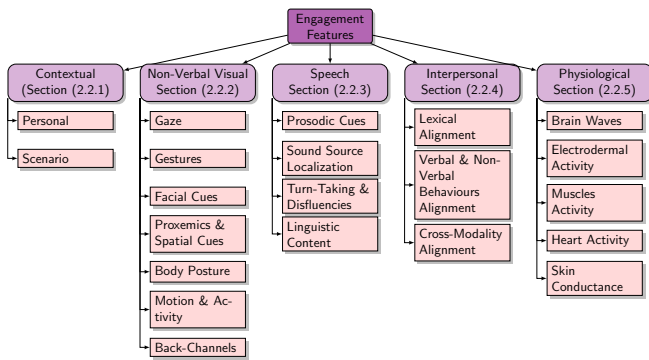 Engagement
Features
Contextual
(Section (2.2.1)
Personal
Scenario
Non-Verbal Visual
Section (2.2.2)
Gaze
Gestures
Facial Cues
Proxemics &
Spatial Cues
Body Posture
Motion & Ac-
tivity
Back-Channels
Speech
Section (2.2.3)
Prosodic Cues
Sound Source
Localization
Turn-Taking &
Disfluencies
Linguistic
Content
Interpersonal
Section (2.2.4)
Lexical
Alignment
Verbal & Non-
Verbal
Behaviours
Alignment
Cross-Modality
Alignment
Physiological
Section (2.2.5)
Brain Waves
Electrodermal
Activity
Muscles
Activity
Heart Activity
Skin
Conductance